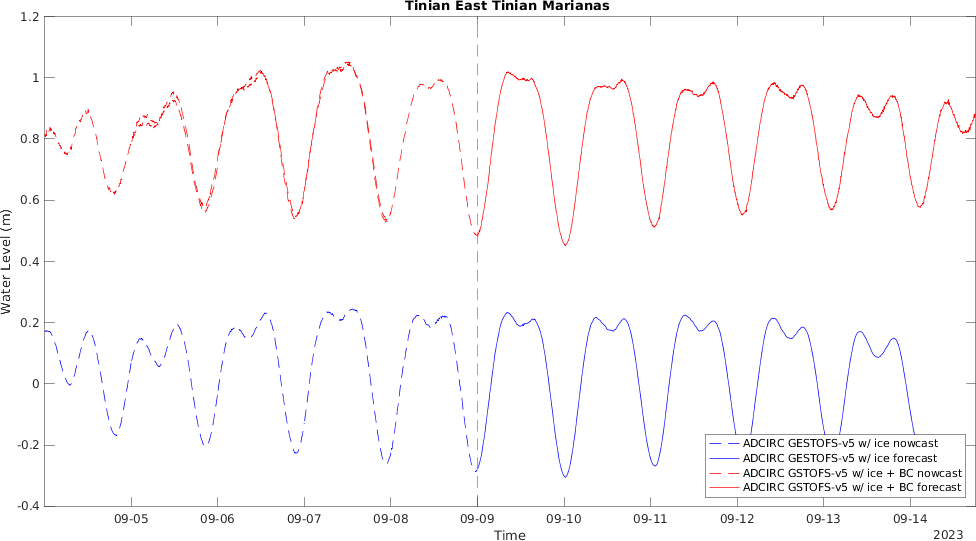 Tinian East Tinian Marianas
1.2
1
0.8
0.6
0.4
0.2
0
-0.2
-0.4
Water Level (m)
ADCIRC GESTOFS-v5 w/ ice nowcast
ADCIRC GESTOFS-v5 w/ ice forecast
ADCIRC GSTOFS-v5 w/ ice + BC nowcast
ADCIRC GSTOFS-v5 w/ ice + BC forecast
09-05 09-06 09-07 09-08 09-09 09-10 09-11 09-12 09-13 09-14
Time
2023